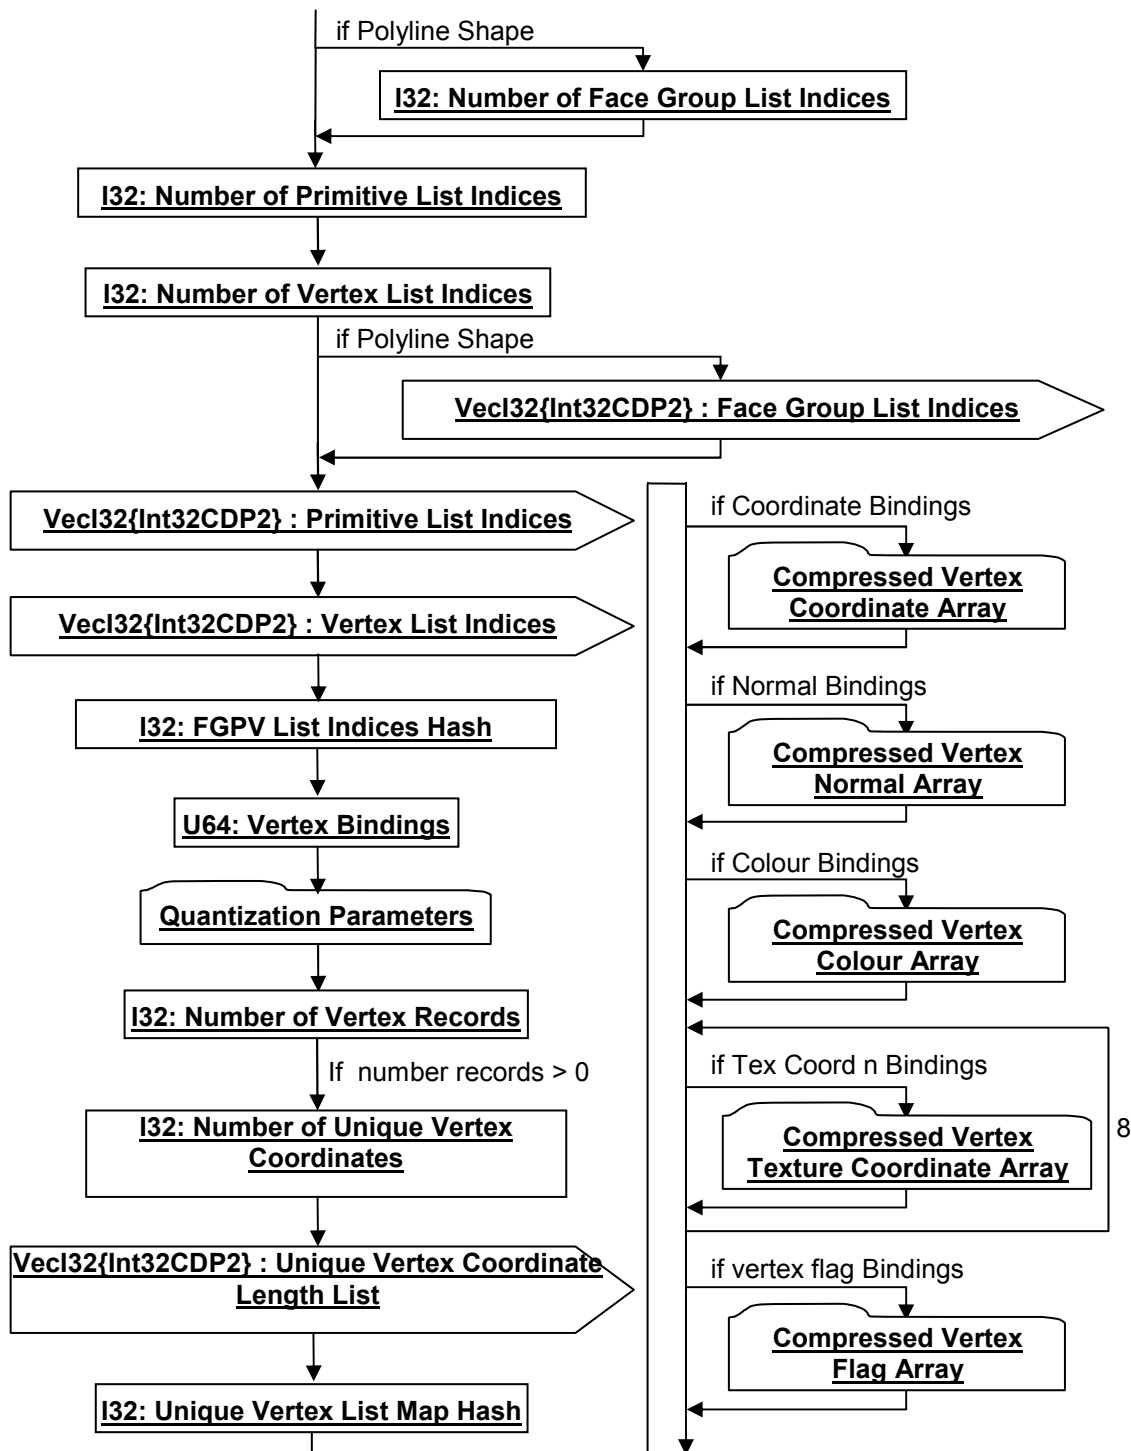 if Polyline Shape
I32: Number of Face Group List Indices
I32: Number of Primitive List Indices
I32: Number of Vertex List Indices
if Polyline Shape
VecI32{Int32CDP2} : Face Group List Indices
VecI32{Int32CDP2} : Primitive List Indices
VecI32{Int32CDP2} : Vertex List Indices
I32: FGPV List Indices Hash
U64: Vertex Bindings
Quantization Parameters
I32: Number of Vertex Records
If number records > 0
I32: Number of Unique Vertex
Coordinates
VecI32{Int32CDP2} : Unique Vertex Coordinate
Length List
I32: Unique Vertex List Map Hash
if Coordinate Bindings
Compressed Vertex
Coordinate Array
if Normal Bindings
Compressed Vertex
Normal Array
if Colour Bindings
Compressed Vertex
Colour Array
if Tex Coord n Bindings
Compressed Vertex
Texture Coordinate Array
8
if vertex flag Bindings
Compressed Vertex
Flag Array